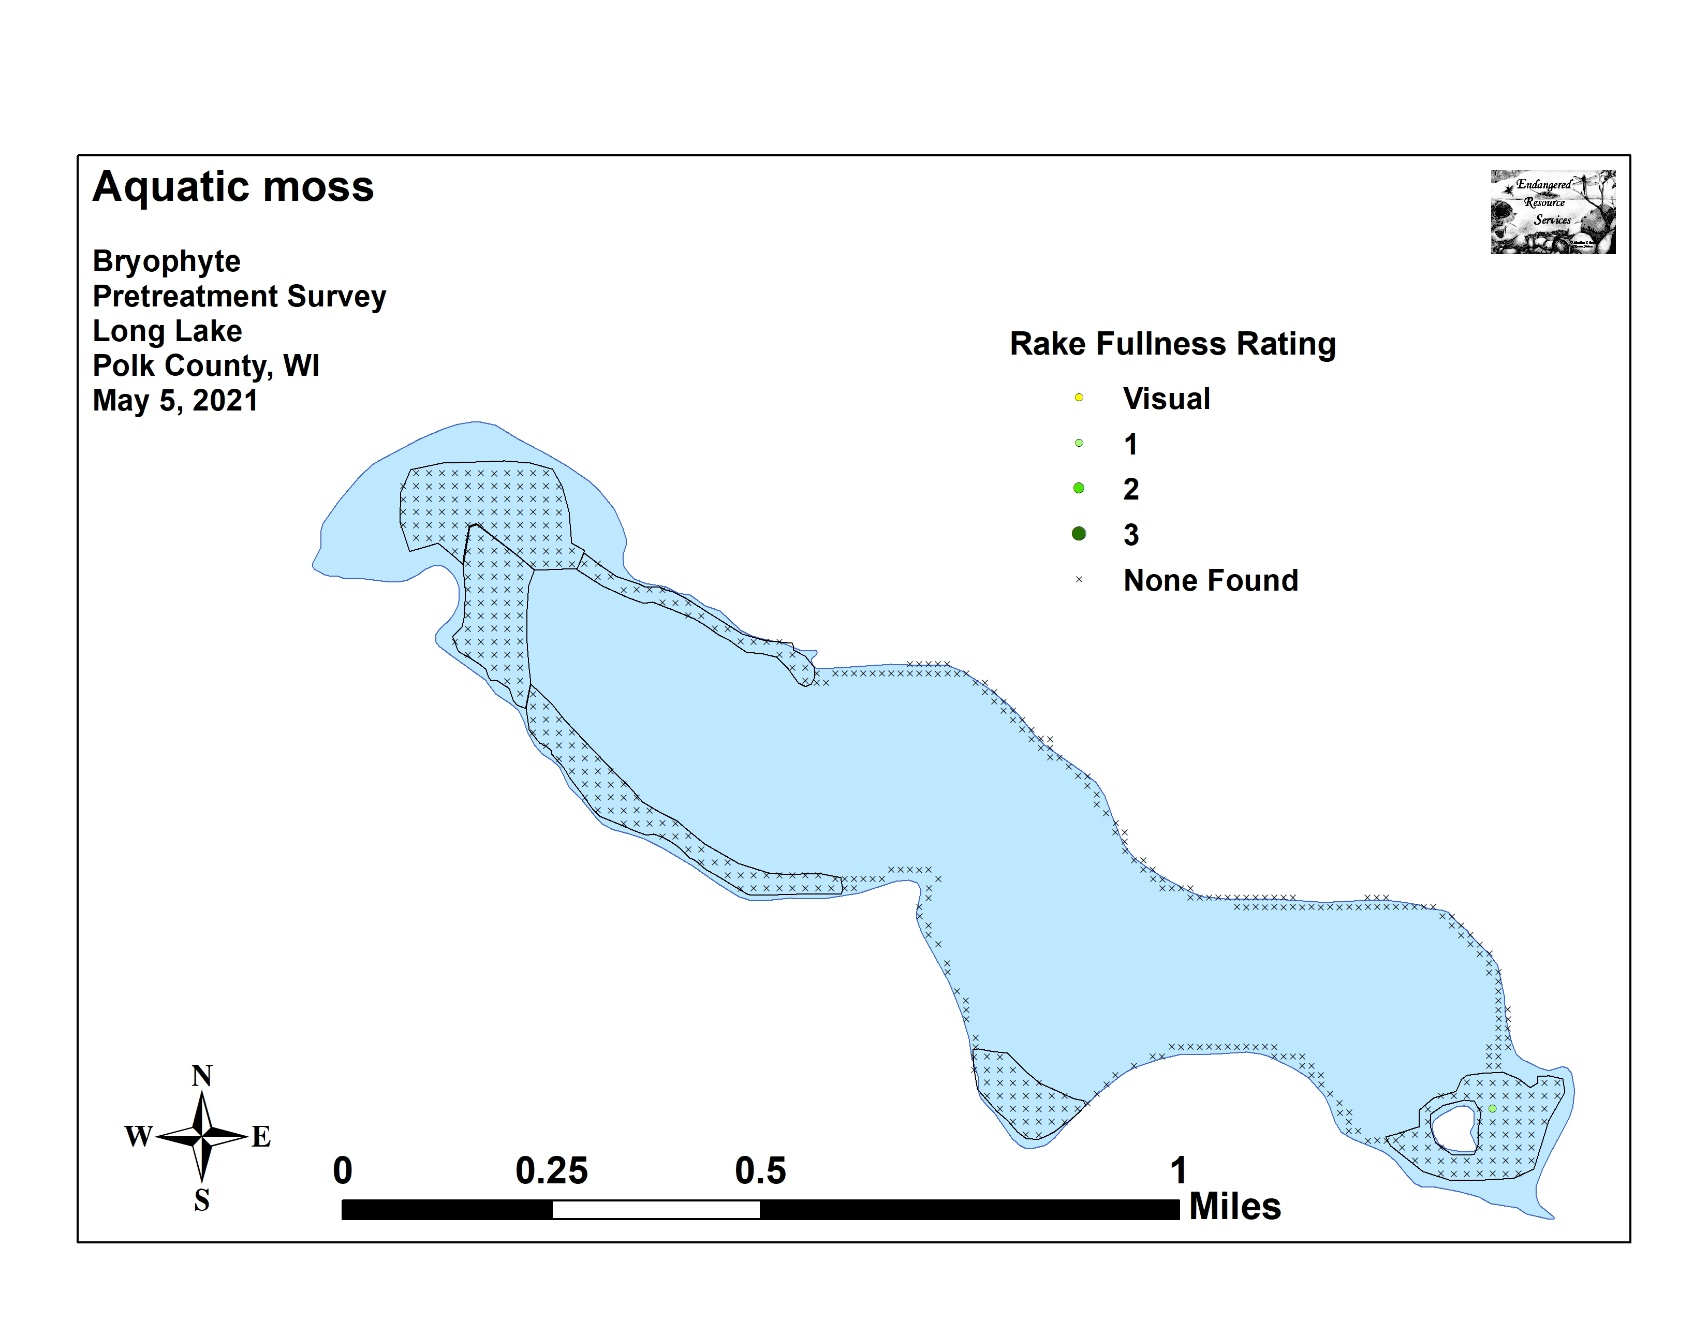 Aquatic moss
Bryophyte
Pretreatment Survey
Long Lake
Polk County, WI
May 5, 2021
Endangered
Resource
Services
Rake Fullness Rating
Visual
1
2
3
None Found
N
W
E
S
0
0.25
0.5
1
Miles